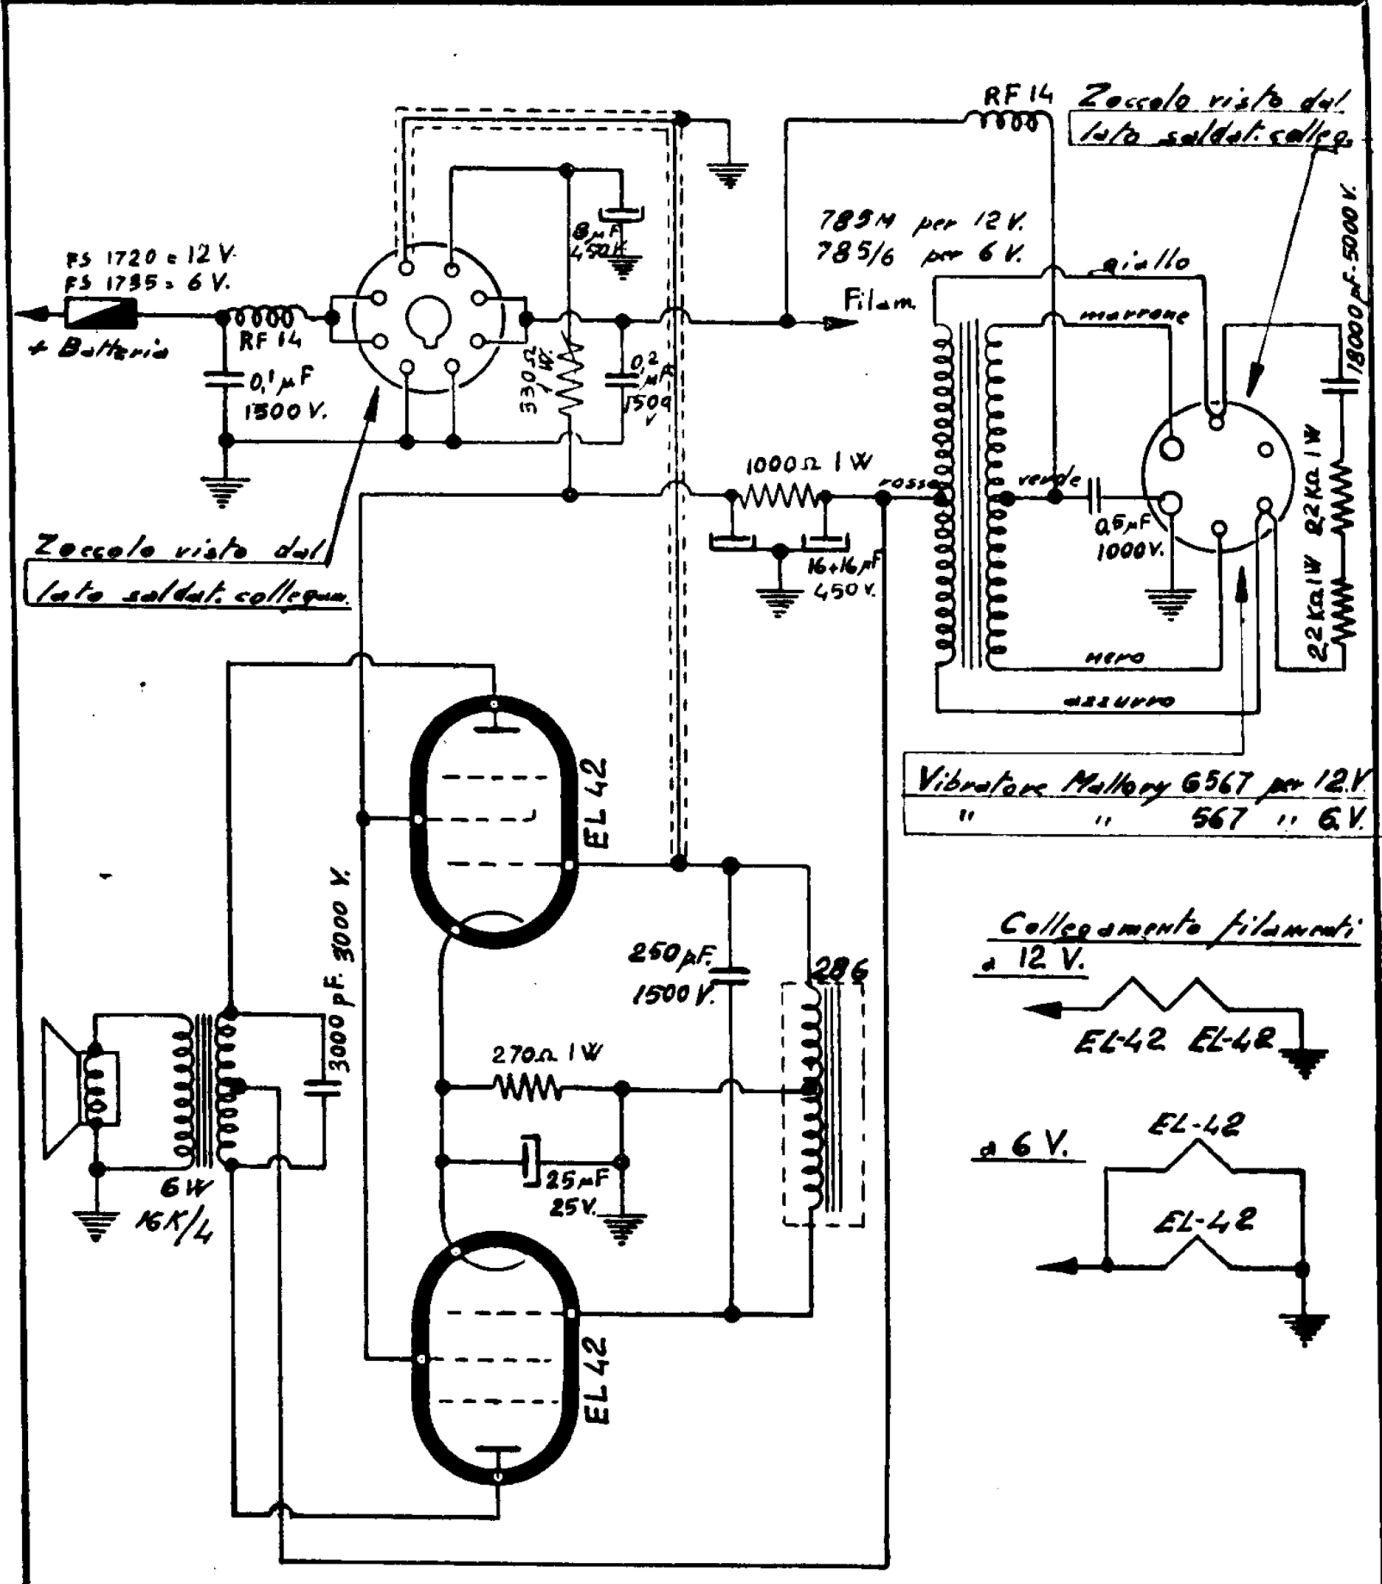 RF 14
Zoccolo visto dal
lato saldat. colleg.
785M per 12 V.
785/6 per 6 V.
giallo
marrone
18000 pF-5000 V.
FS 1720 = 12 V.
FS 1735 = 6 V.
+ Batteria
RF 14
0,1 µF
1500 V.
8 µF
450 V.
Filam.
330 Ω
1 W.
0,2
µF
1500
V
1000 Ω 1 W
rosso
verde
0,5 µF
1000 V.
2,2 KΩ 1 W
2,2 KΩ 1 W
16+16 µF
450 V.
Zoccolo visto dal
lato saldat. collegam.
nero
azzurro
Vibratore Mallory G567 per 12.V
" " 567 " 6.V.
EL 42
3000 pF. 3000 V.
250 pF.
1500 V.
286
270 Ω 1 W
25 µF
25 V.
6 W
16K/4
EL 42
Collegamento filamenti
a 12 V.
EL-42 EL-42
a 6 V.
EL-42
EL-42